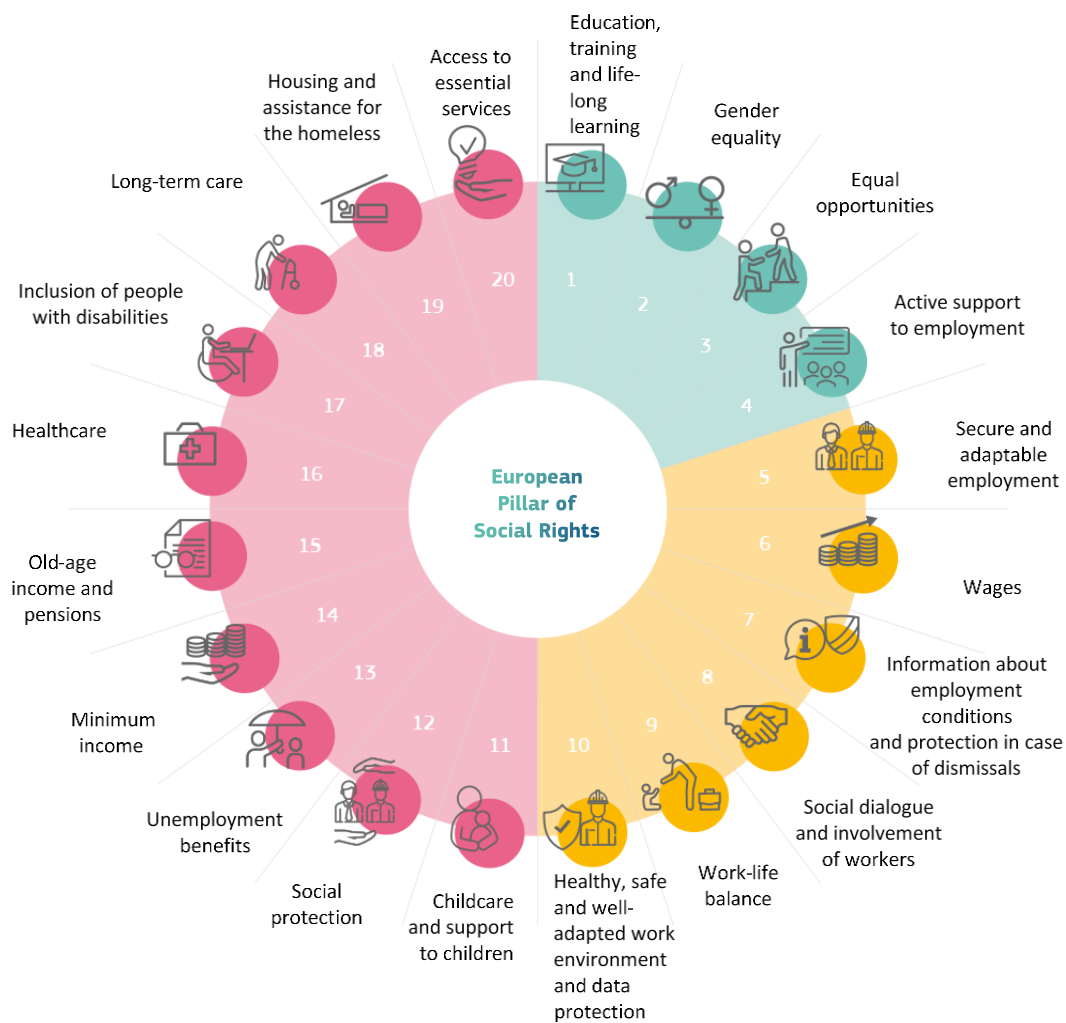 Education,
training
and life-
long
learning
Gender
equality
Equal
opportunities
Active support
to employment
Secure and
adaptable
employment
Wages
Information about
employment
conditions
and protection in case
of dismissals
Social dialogue
and involvement
of workers
Work-life
balance
Healthy, safe
and well-
adapted work
environment
and data
protection
Childcare
and support
to children
Social
protection
Unemployment
benefits
Minimum
income
Old-age
income and
pensions
Healthcare
Inclusion of people
with disabilities
Long-term care
Housing and
assistance for
the homeless
Access to
essential
services
1
2
3
4
5
6
7
8
9
10
11
12
13
14
15
16
17
18
19
20
European
Pillar of
Social Rights
i